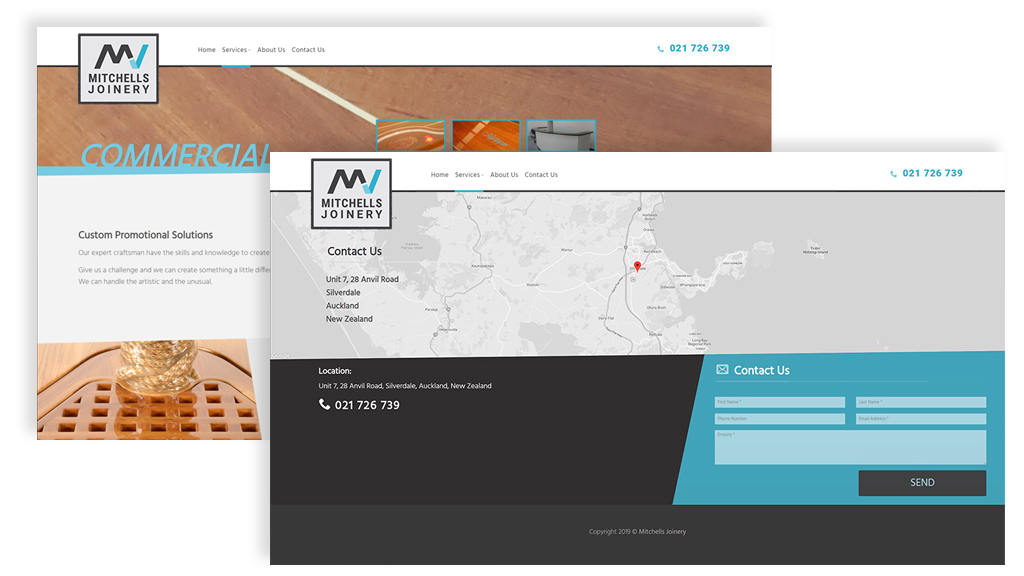 MITCHELLS
JOINERY
Home Services About Us Contact Us
021 726 739
COMMERCIAL
Custom Promotional Solutions
Our expert craftsman have the skills and knowledge to create
Give us a challenge and we can create something a little
We can handle the artistic and the unusual.
MITCHELLS
JOINERY
Home Services About Us Contact Us
021 726 739
Contact Us
Unit 7, 28 Anvil Road
Silverdale
Auckland
New Zealand
Location:
Unit 7, 28 Anvil Road, Silverdale, Auckland, New Zealand
021 726 739
Contact Us
First Name *
Last Name *
Phone Number
Email Address *
Enquiry *
SEND
Copyright 2019 © Mitchells Joinery